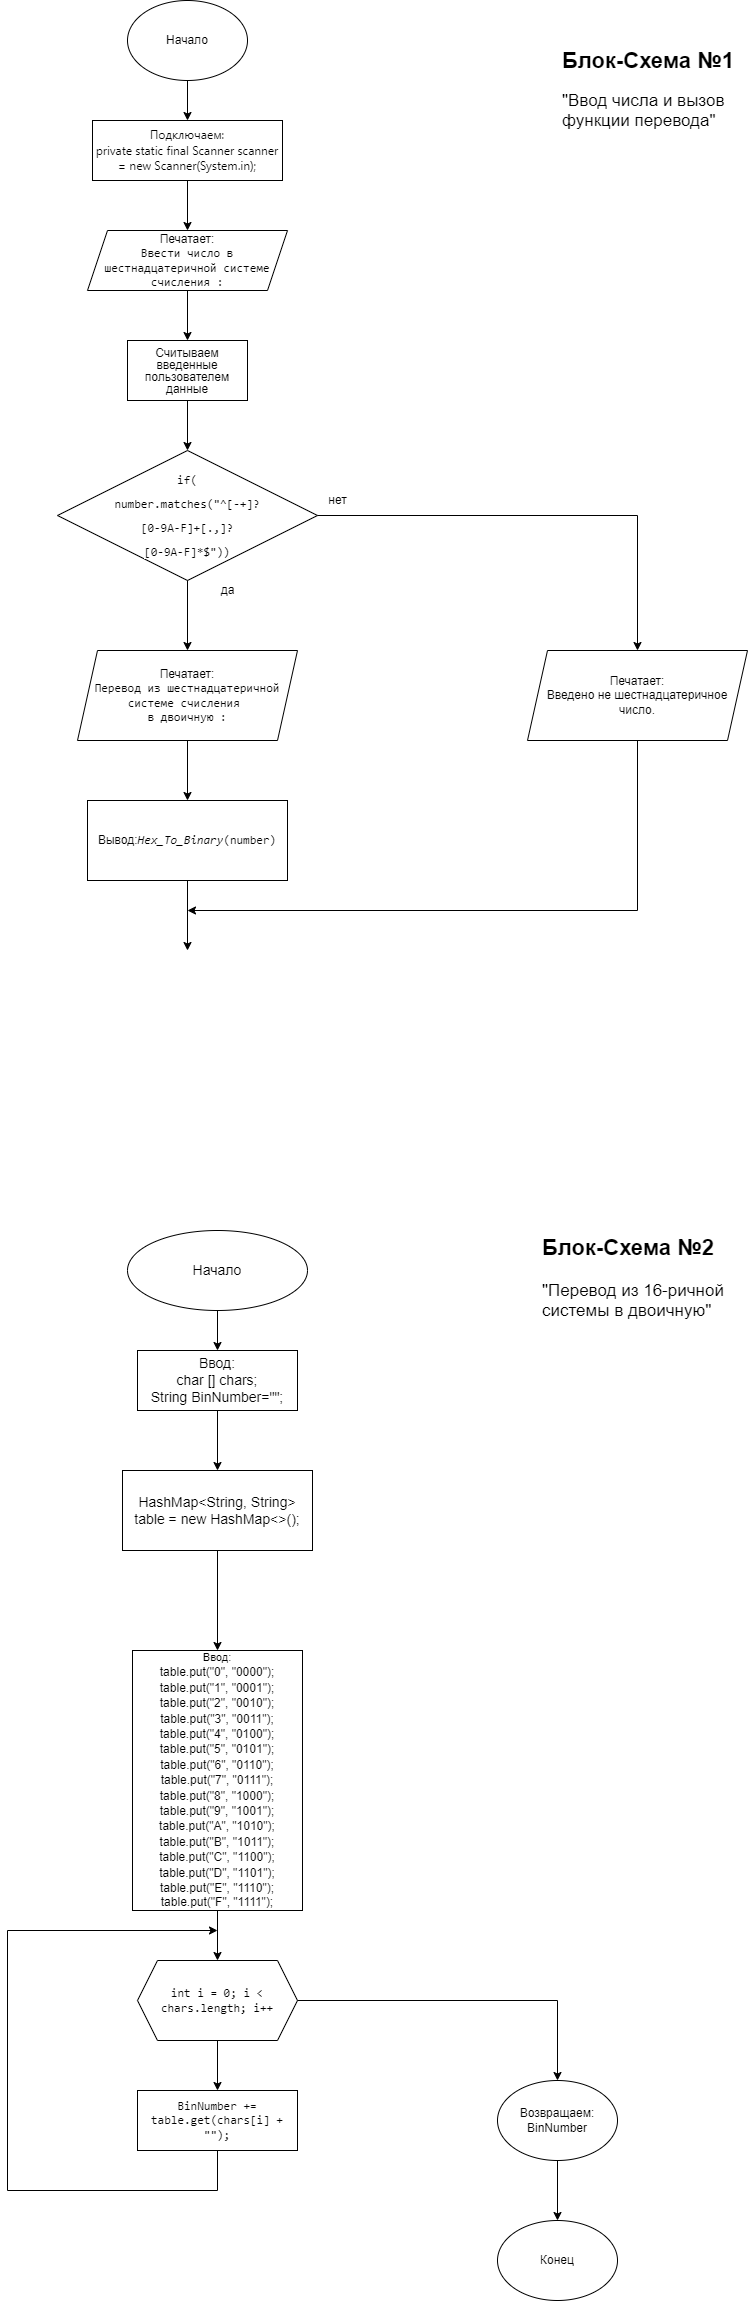 Начало
Блок-Схема №1
"Ввод числа и вызов
функции перевода"
Подключаем:
private static final Scanner scanner
= new Scanner(System.in);
Печатает:
Ввести число в
шестнадцатеричной системе
счисления :
Считываем
введенные
пользователем
данные
if(
number.matches("^[-+]?
[0-9A-F]+[.,]?
[0-9A-F]*$"))
нет
да
Печатает:
Перевод из шестнадцатеричной
системе счисления
в двоичную :
Печатает:
Введено не шестнадцатеричное
число.
Вывод:Hex_To_Binary(number)
Начало
Блок-Схема №2
"Перевод из 16-ричной
системы в двоичную"
Ввод:
char [] chars;
String BinNumber="";
HashMap<String, String>
table = new HashMap<>();
Ввод:
table.put("0", "0000");
table.put("1", "0001");
table.put("2", "0010");
table.put("3", "0011");
table.put("4", "0100");
table.put("5", "0101");
table.put("6", "0110");
table.put("7", "0111");
table.put("8", "1000");
table.put("9", "1001");
table.put("A", "1010");
table.put("B", "1011");
table.put("C", "1100");
table.put("D", "1101");
table.put("E", "1110");
table.put("F", "1111");
int i = 0; i <
chars.length; i++
BinNumber +=
table.get(chars[i] +
"");
Возвращаем:
BinNumber
Конец